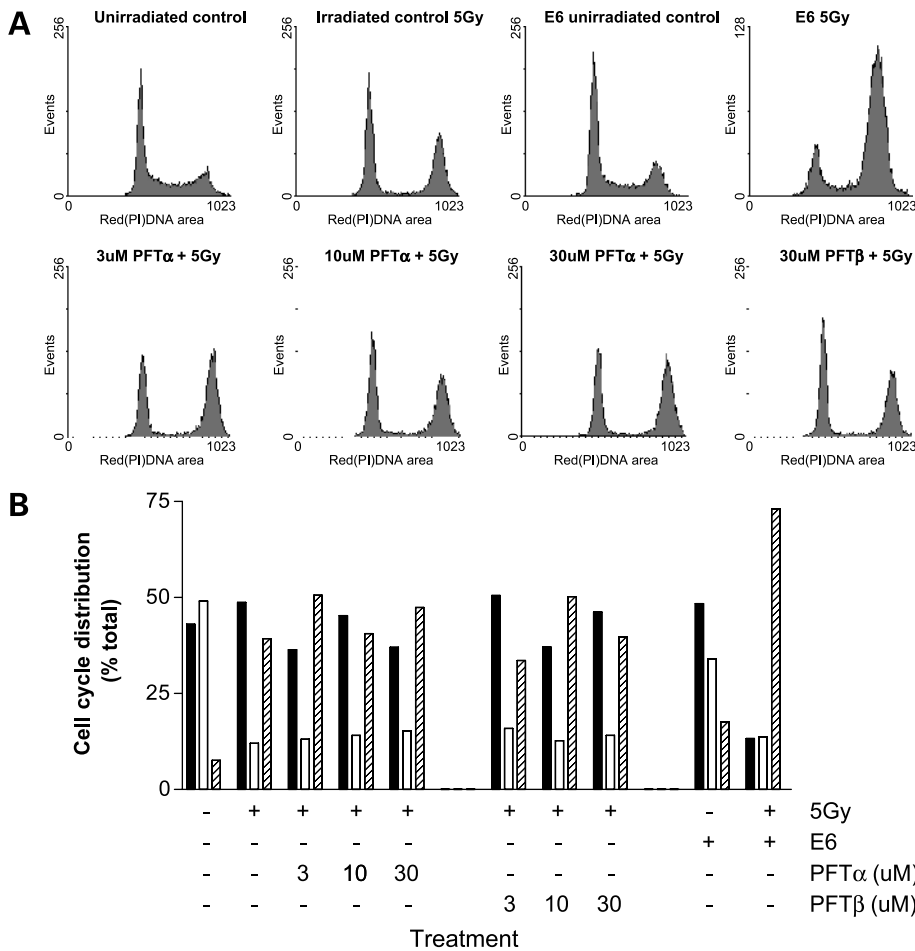 A
Unirradiated control
Irradiated control 5Gy
E6 unirradiated control
E6 5Gy
256
Events
0
0
1023
Red(PI)DNA area
256
Events
0
0
1023
Red(PI)DNA area
256
Events
0
0
1023
Red(PI)DNA area
128
Events
0
0
1023
Red(PI)DNA area
3uM PFTα + 5Gy
10uM PFTα + 5Gy
30uM PFTα + 5Gy
30uM PFTβ + 5Gy
256
Events
0
0
1023
Red(PI)DNA area
256
Events
0
0
1023
Red(PI)DNA area
256
Events
0
0
1023
Red(PI)DNA area
256
Events
0
0
1023
Red(PI)DNA area
B
Cell cycle distribution
(% total)
75
50
25
0
- + + + + + + + - + 5Gy
- - - - - - - - + + E6
- - 3 10 30 - - - - - PFTα (uM)
- - - - - 3 10 30 - - PFTβ (uM)
Treatment